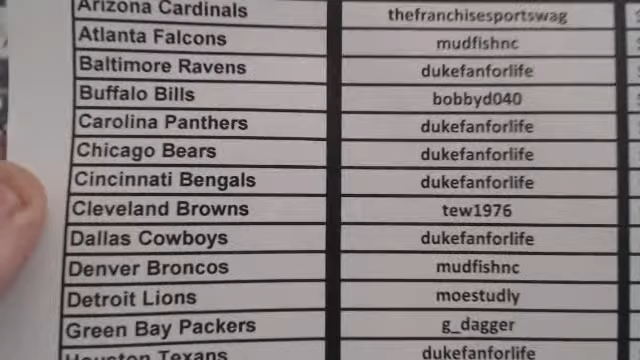 Arizona Cardinals thefranchisesportswag
Atlanta Falcons mudfishnc
Baltimore Ravens dukefanforlife
Buffalo Bills bobbyd040
Carolina Panthers dukefanforlife
Chicago Bears dukefanforlife
Cincinnati Bengals dukefanforlife
Cleveland Browns tew1976
Dallas Cowboys dukefanforlife
Denver Broncos mudfishnc
Detroit Lions moestudly
Green Bay Packers g_dagger
Houston Texans dukefanforlife